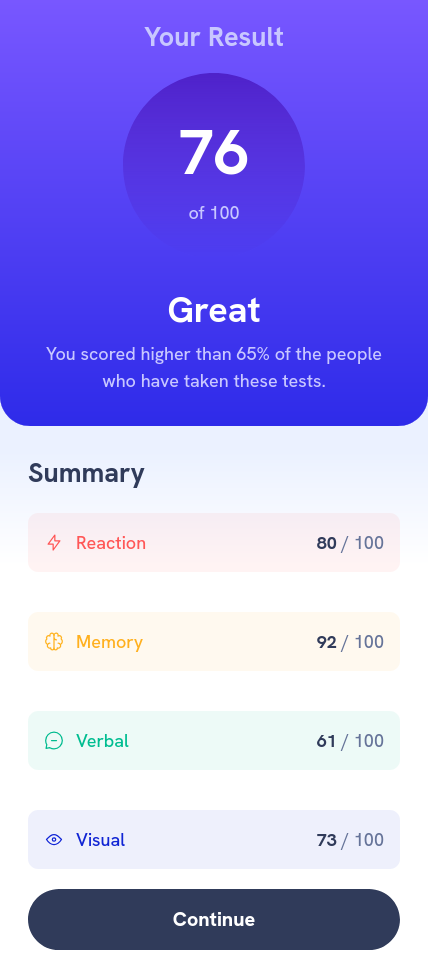 Your Result
76
of 100
Great
You scored higher than 65% of the people
who have taken these tests.
Summary
Reaction 80 / 100
Memory 92 / 100
Verbal 61 / 100
Visual 73 / 100
Continue